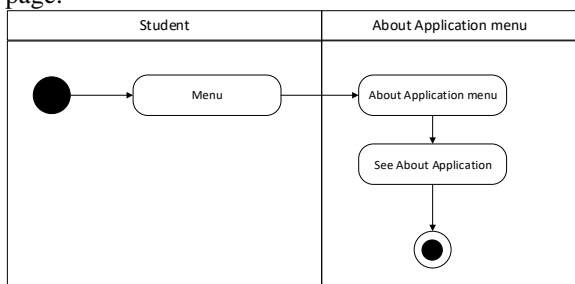 page.
Student
About Application menu
Menu
About Application menu
See About Application